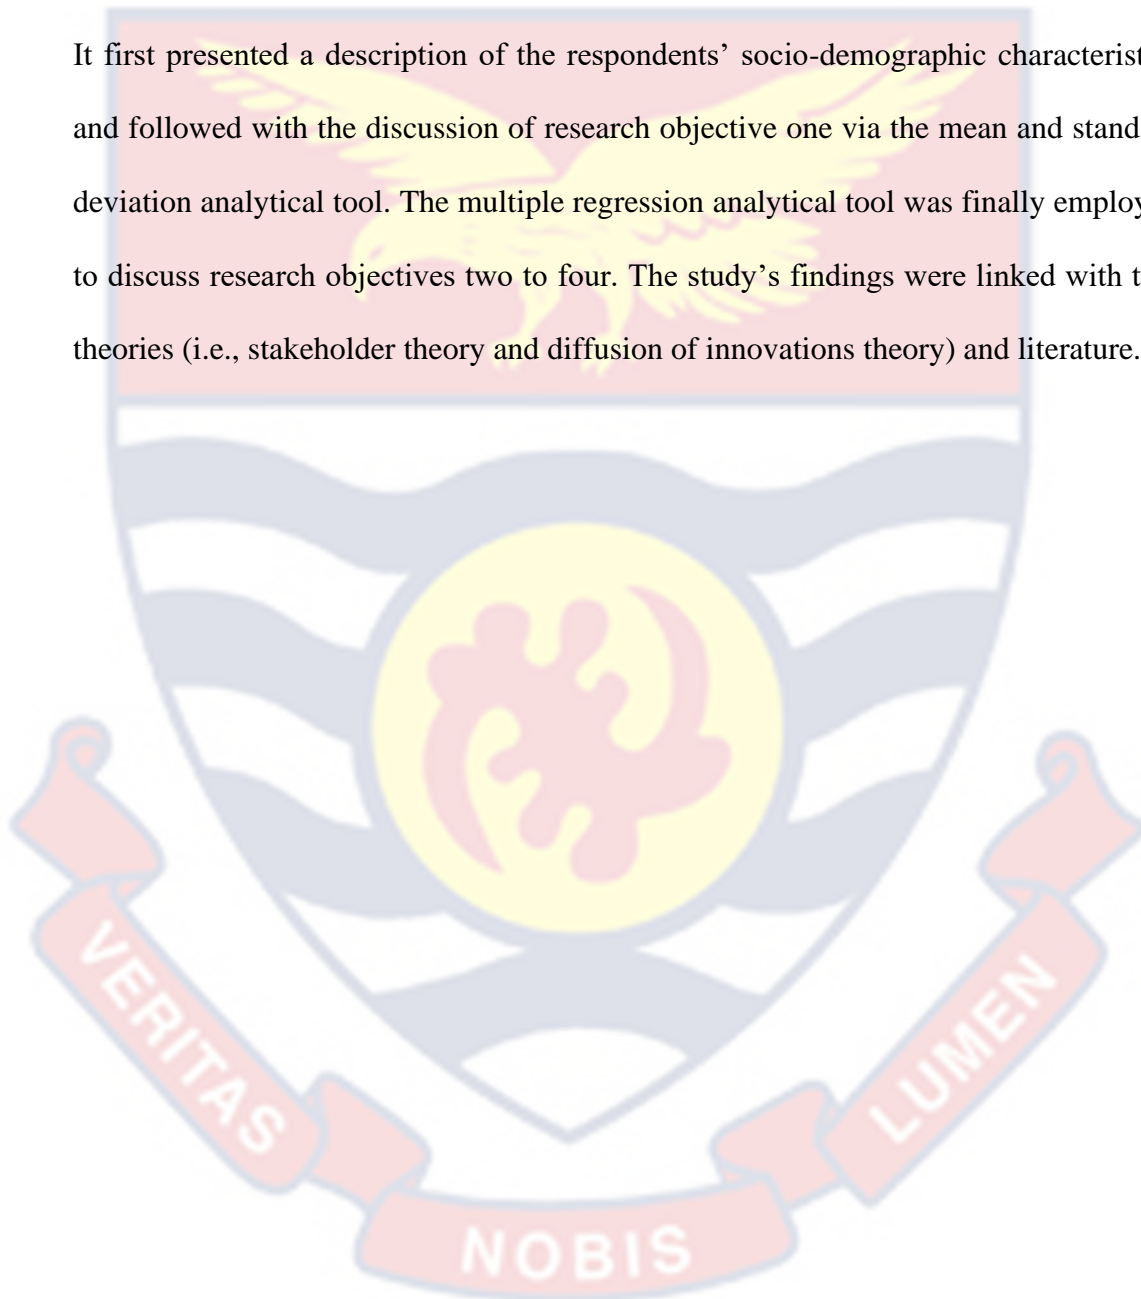 It first presented a description of the respondents’ socio-demographic characterist
and followed with the discussion of research objective one via the mean and stand
deviation analytical tool. The multiple regression analytical tool was finally employ
to discuss research objectives two to four. The study’s findings were linked with t
theories (i.e., stakeholder theory and diffusion of innovations theory) and literature.
VERITAS
NOBIS
LUMEN